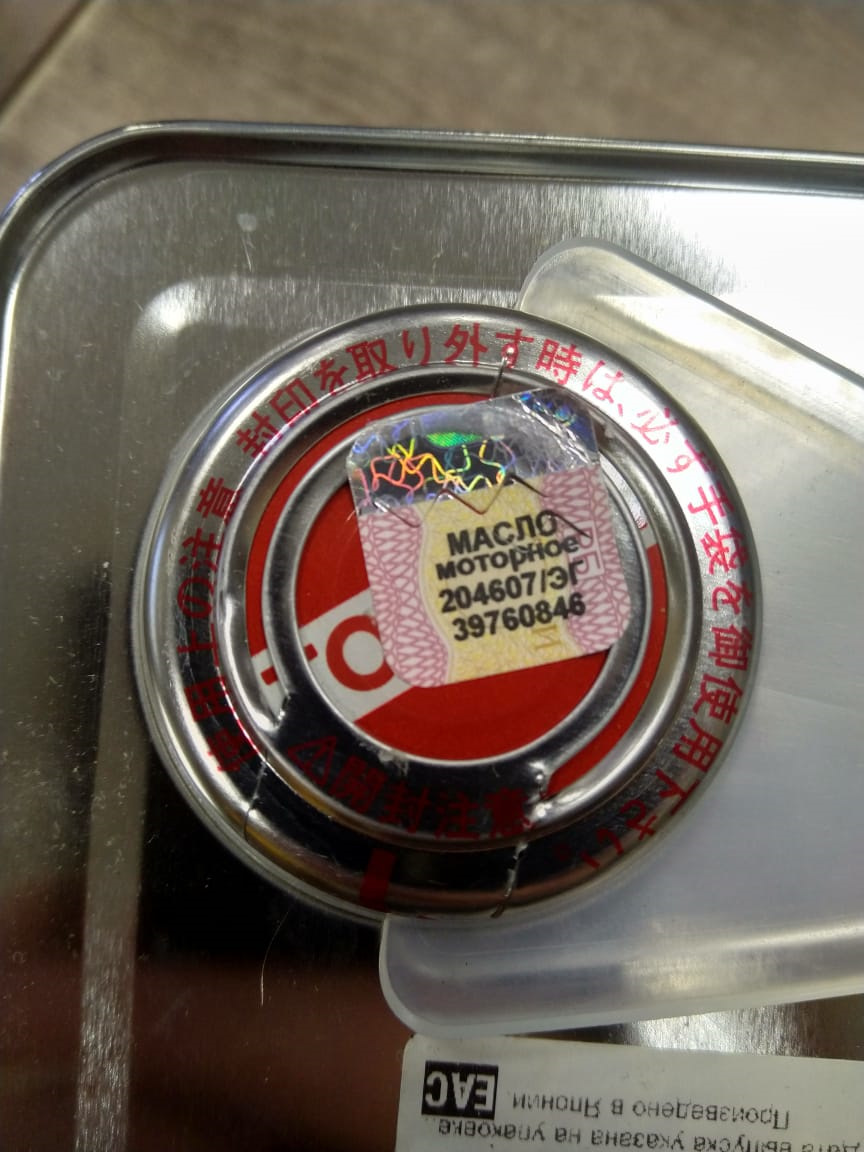 使用上の注意 封印を取り外す時は、必ず手袋を御使用下さい。
TO
МАСЛО
моторное
204607/ЭГ
39760846
⚠開封注意
EAC
Произведено в Японии.
Дата выпуска указана на упаковке